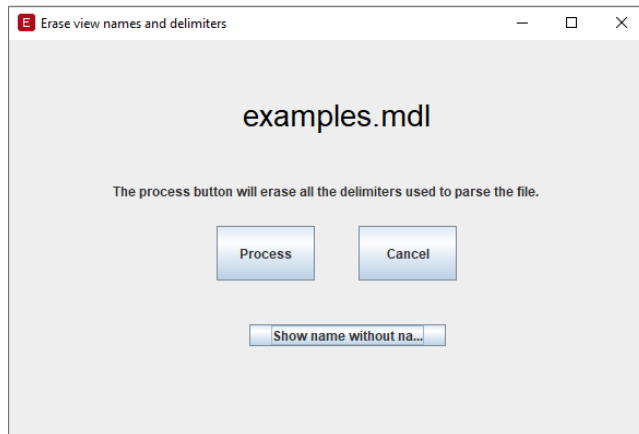 E Erase view names and delimiters
examples.mdl
The process button will erase all the delimiters used to parse the file.
Process Cancel
Show name without na...